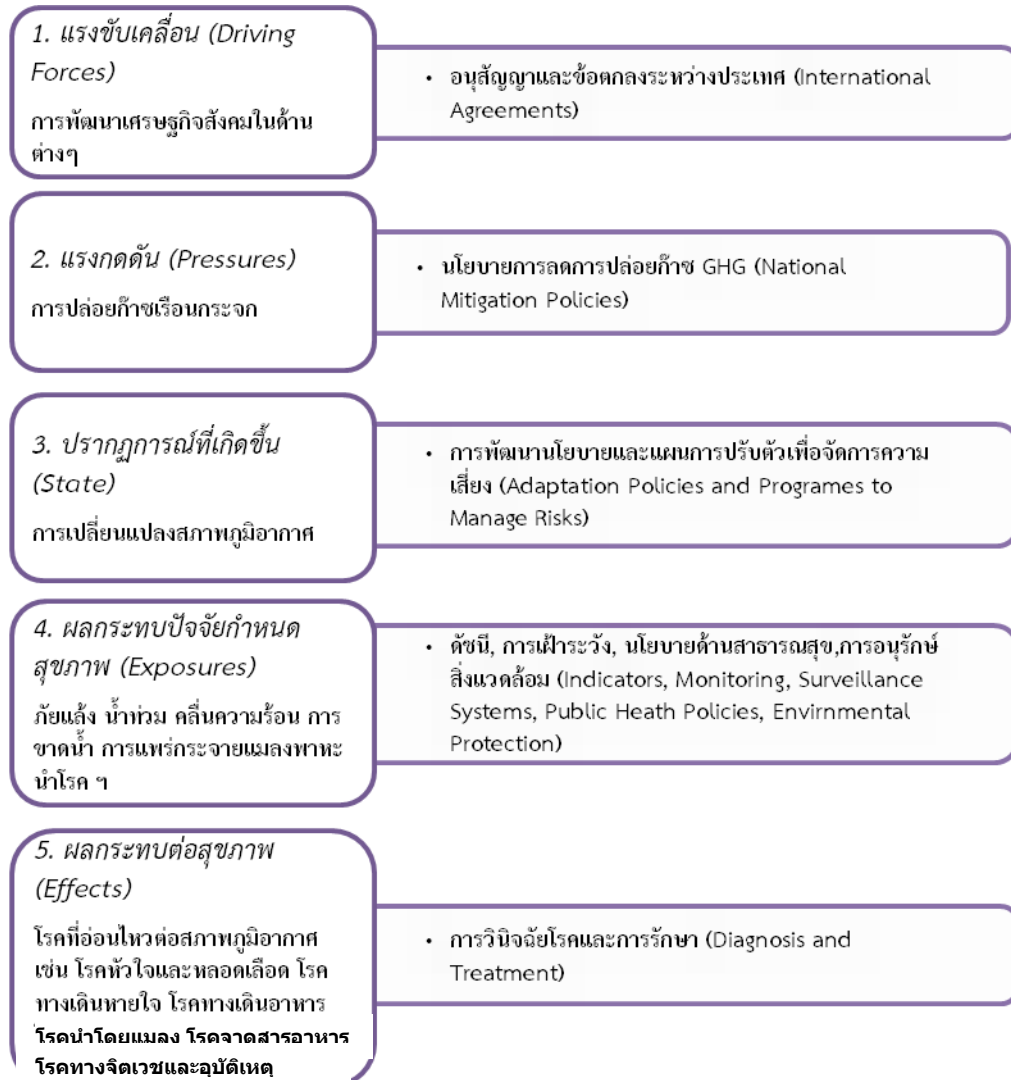 1. แรงขับเคลื่อน (Driving
Forces)
การพัฒนาเศรษฐกิจสังคมในด้าน
ต่างๆ
• อนุสัญญาและข้อตกลงระหว่างประเทศ (International
Agreements)
2. แรงกดดัน (Pressures)
การปล่อยก๊าซเรือนกระจก
• นโยบายการลดการปล่อยก๊าซ GHG (National
Mitigation Policies)
3. ปรากฏการณ์ที่เกิดขึ้น
(State)
การเปลี่ยนแปลงสภาพภูมิอากาศ
• การพัฒนานโยบายและแผนการปรับตัวเพื่อจัดการความ
เสี่ยง (Adaptation Policies and Programes to
Manage Risks)
4. ผลกระทบปัจจัยกำหนด
สุขภาพ (Exposures)
ภัยแล้ง น้ำท่วม คลื่นความร้อน การ
ขาดน้ำ การแพร่กระจายแมลงพาหะ
นำโรค ฯ
• ดัชนี, การเฝ้าระวัง, นโยบายด้านสาธารณสุข,การอนุรักษ์
สิ่งแวดล้อม (Indicators, Monitoring, Surveillance
Systems, Public Heath Policies, Envirnmental
Protection)
5. ผลกระทบต่อสุขภาพ
(Effects)
โรคที่อ่อนไหวต่อสภาพภูมิอากาศ
เช่น โรคหัวใจและหลอดเลือด โรค
ทางเดินหายใจ โรคทางเดินอาหาร
โรคนำโดยแมลง โรคจาดสารอาหาร
โรคทางจิตเวชและอุบัติเหตุ
• การวินิจฉัยโรคและการรักษา (Diagnosis and
Treatment)